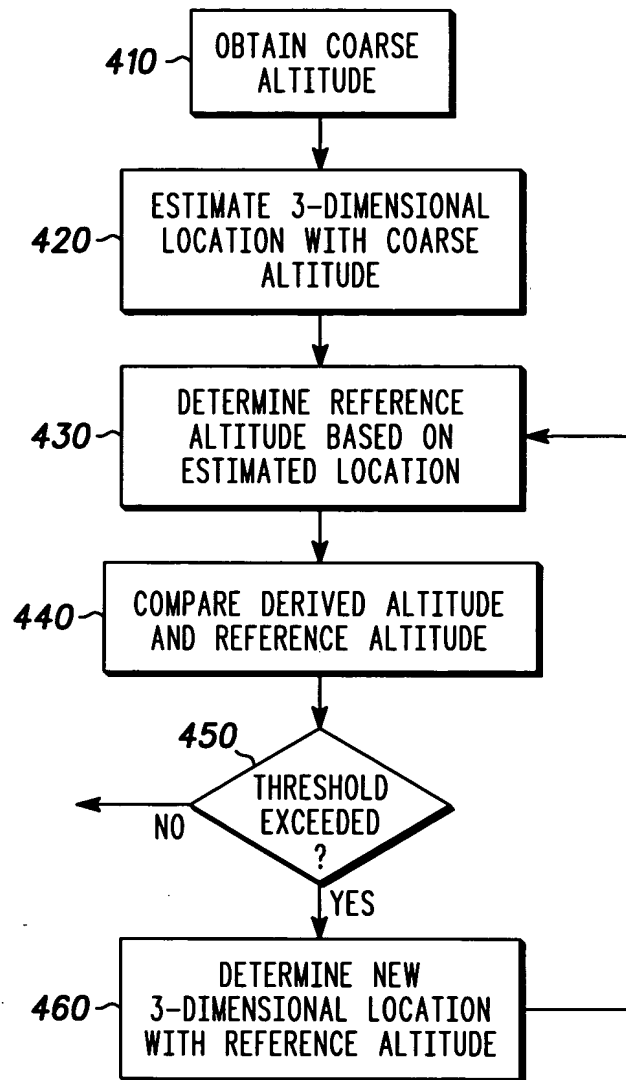 410
OBTAIN COARSE
ALTITUDE
420
ESTIMATE 3-DIMENSIONAL
LOCATION WITH COARSE
ALTITUDE
430
DETERMINE REFERENCE
ALTITUDE BASED ON
ESTIMATED LOCATION
440
COMPARE DERIVED ALTITUDE
AND REFERENCE ALTITUDE
450
THRESHOLD
EXCEEDED
?
NO
YES
460
DETERMINE NEW
3-DIMENSIONAL LOCATION
WITH REFERENCE ALTITUDE